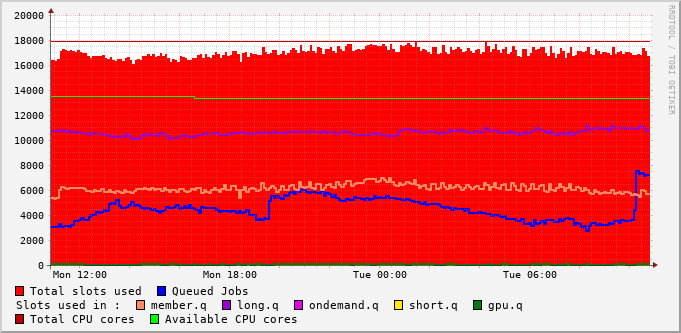 20000
18000
16000
14000
12000
10000
8000
6000
4000
2000
0
Mon 12:00 Mon 18:00 Tue 00:00 Tue 06:00
RRDTOOL / TOBI OETIKER
Total slots used Queued Jobs
Slots used in : member.q long.q ondemand.q short.q gpu.q
Total CPU cores Available CPU cores